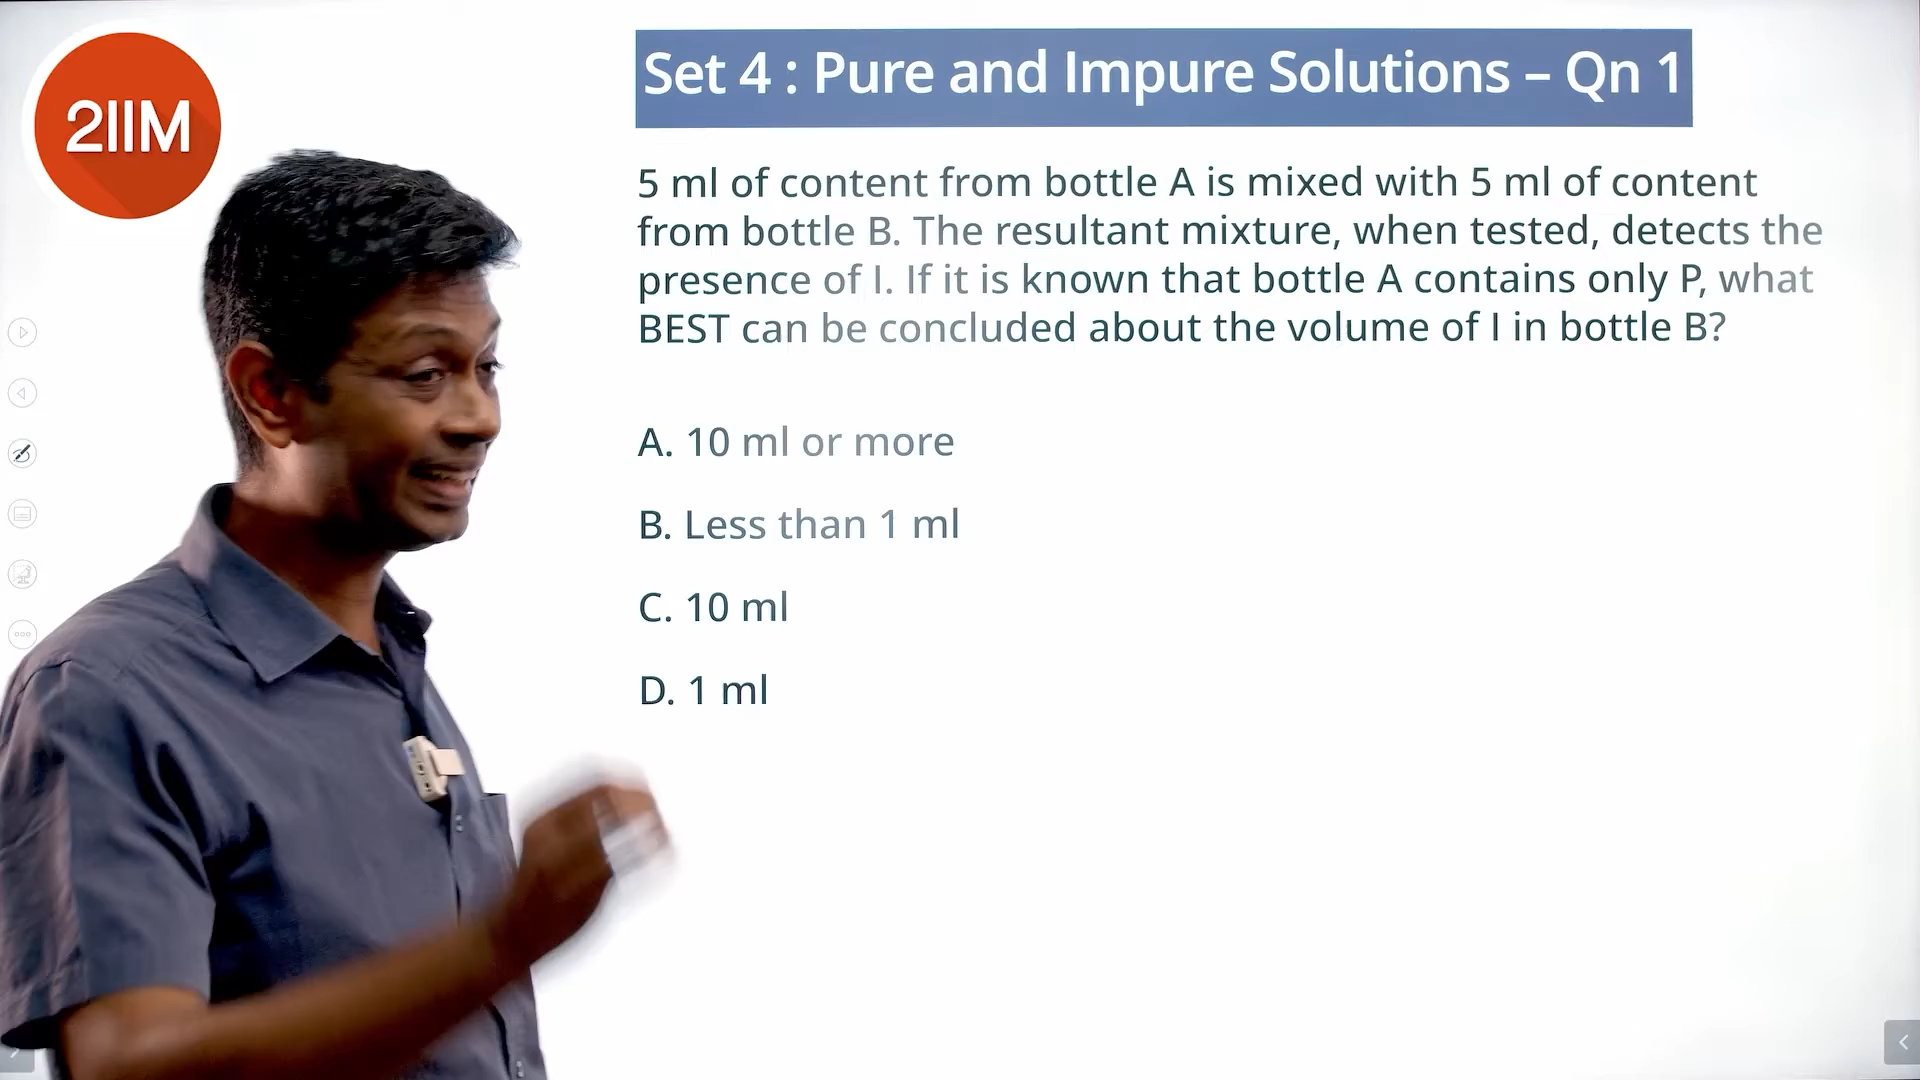 2IIM
Set 4 : Pure and Impure Solutions – Qn 1
5 ml of content from bottle A is mixed with 5 ml of content
from bottle B. The resultant mixture, when tested, detects the
presence of I. If it is known that bottle A contains only P, what
BEST can be concluded about the volume of I in bottle B?
A. 10 ml or more
B. Less than 1 ml
C. 10 ml
D. 1 ml